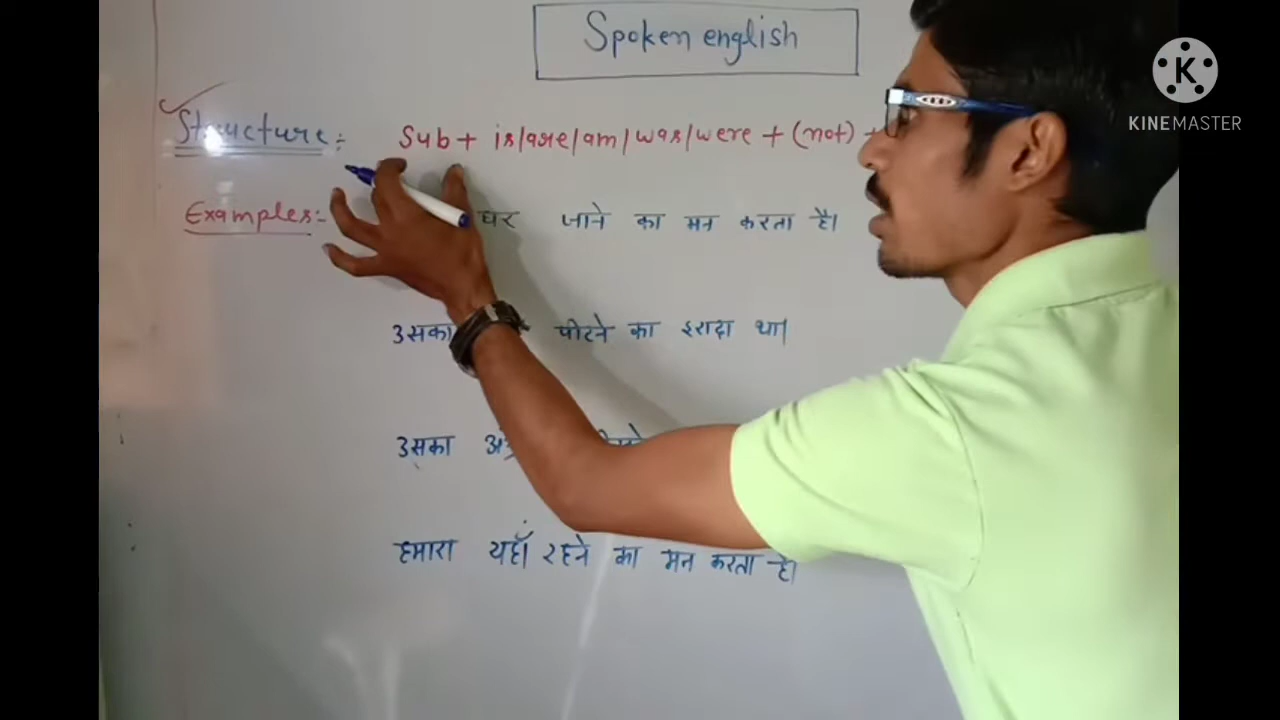 Spoken english
Structure:- Sub + is/are/am/was/were + (not) +
Examples:- घर जाने का मन करता है।
उसका पीटने का इरादा था।
उसका
हमारा यहाँ रहने का मन करता है।
K
KINEMASTER